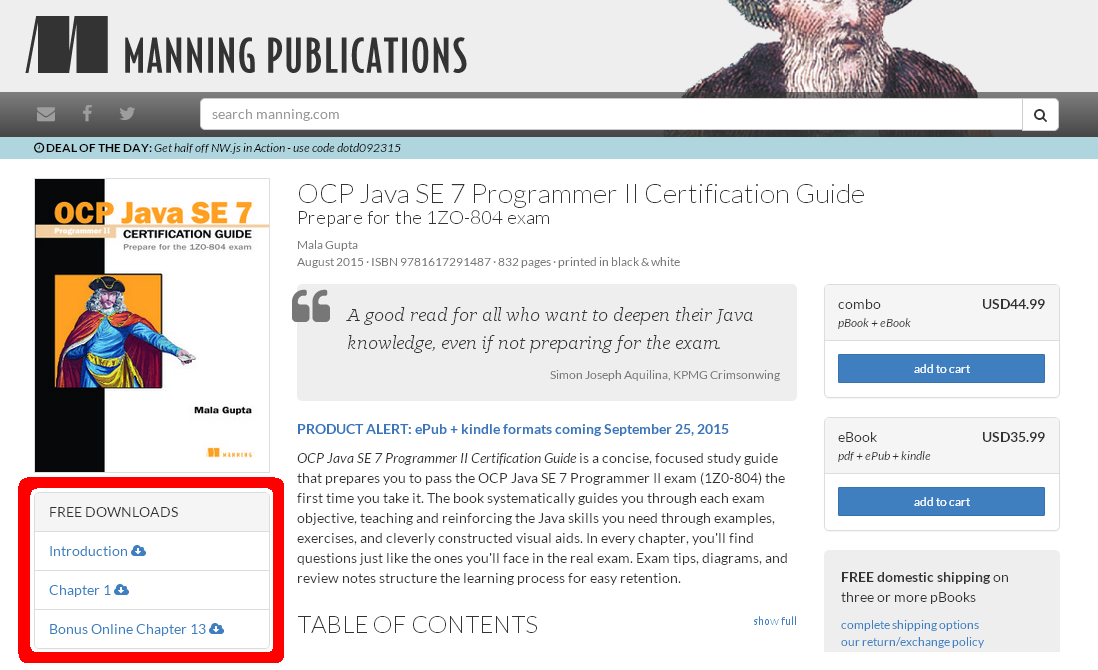 MANNING PUBLICATIONS
search manning.com
DEAL OF THE DAY: Get half off NW.js in Action - use code dotd092315
OCP Java SE 7
Programmer II
CERTIFICATION GUIDE
Prepare for the 1Z0-804 exam
Mala Gupta
MANNING
FREE DOWNLOADS
Introduction
Chapter 1
Bonus Online Chapter 13
OCP Java SE 7 Programmer II Certification Guide
Prepare for the 1Z0-804 exam
Mala Gupta
August 2015 · ISBN 9781617291487 · 832 pages · printed in black & white
A good read for all who want to deepen their Java
knowledge, even if not preparing for the exam.
Simon Joseph Aquilina, KPMG Crimsonwing
PRODUCT ALERT: ePub + kindle formats coming September 25, 2015
OCP Java SE 7 Programmer II Certification Guide is a concise, focused study guide
that prepares you to pass the OCP Java SE 7 Programmer II exam (1Z0-804) the
first time you take it. The book systematically guides you through each exam
objective, teaching and reinforcing the Java skills you need through examples,
exercises, and cleverly constructed visual aids. In every chapter, you'll find
questions just like the ones you'll face in the real exam. Exam tips, diagrams, and
review notes structure the learning process for easy retention.
TABLE OF CONTENTS
show full
combo USD44.99
pBook + eBook
add to cart
eBook USD35.99
pdf + ePub + kindle
add to cart
FREE domestic shipping on
three or more pBooks
complete shipping options
our return/exchange policy